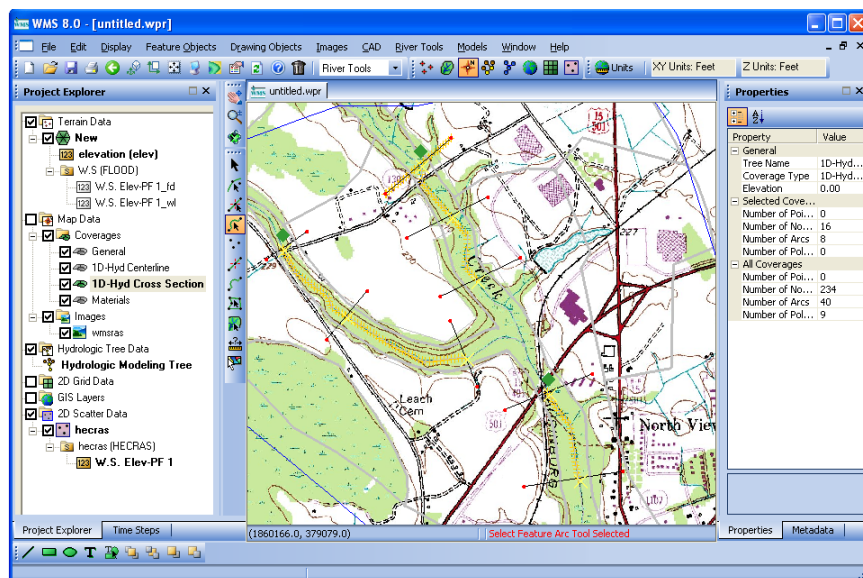 WMS 8.0 - [untitled.wpr]
File Edit Display Feature Objects Drawing Objects Images CAD River Tools Models Window Help
River Tools Units XY Units: Feet Z Units: Feet
Project Explorer
Terrain Data
New
elevation (elev)
W.S (FLOOD)
W.S. Elev-PF 1_fd
W.S. Elev-PF 1_wl
Map Data
Coverages
General
1D-Hyd Centerline
1D-Hyd Cross Section
Materials
Images
wmsras
Hydrologic Tree Data
Hydrologic Modeling Tree
2D Grid Data
GIS Layers
2D Scatter Data
hecras
hecras (HECRAS)
W.S. Elev-PF 1
Project Explorer Time Steps
untitled.wpr
15
501
Creek
227
Leach
Cem
501
North View
1107
(1860166.0, 379079.0) Select Feature Arc Tool Selected
Properties
Property Value
General
Tree Name 1D-Hyd...
Coverage Type 1D-Hyd...
Elevation 0.00
Selected Cove...
Number of Poi... 0
Number of No... 16
Number of Arcs 8
Number of Pol... 0
All Coverages
Number of Poi... 0
Number of No... 234
Number of Arcs 40
Number of Pol... 9
Properties Metadata
T